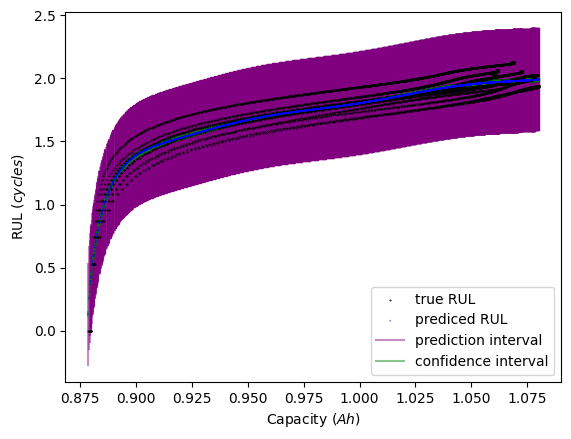 2.5
2.0
1.5
1.0
0.5
0.0
RUL (cycles)
0.875 0.900 0.925 0.950 0.975 1.000 1.025 1.050 1.075
Capacity (Ah)
true RUL
prediced RUL
prediction interval
confidence interval